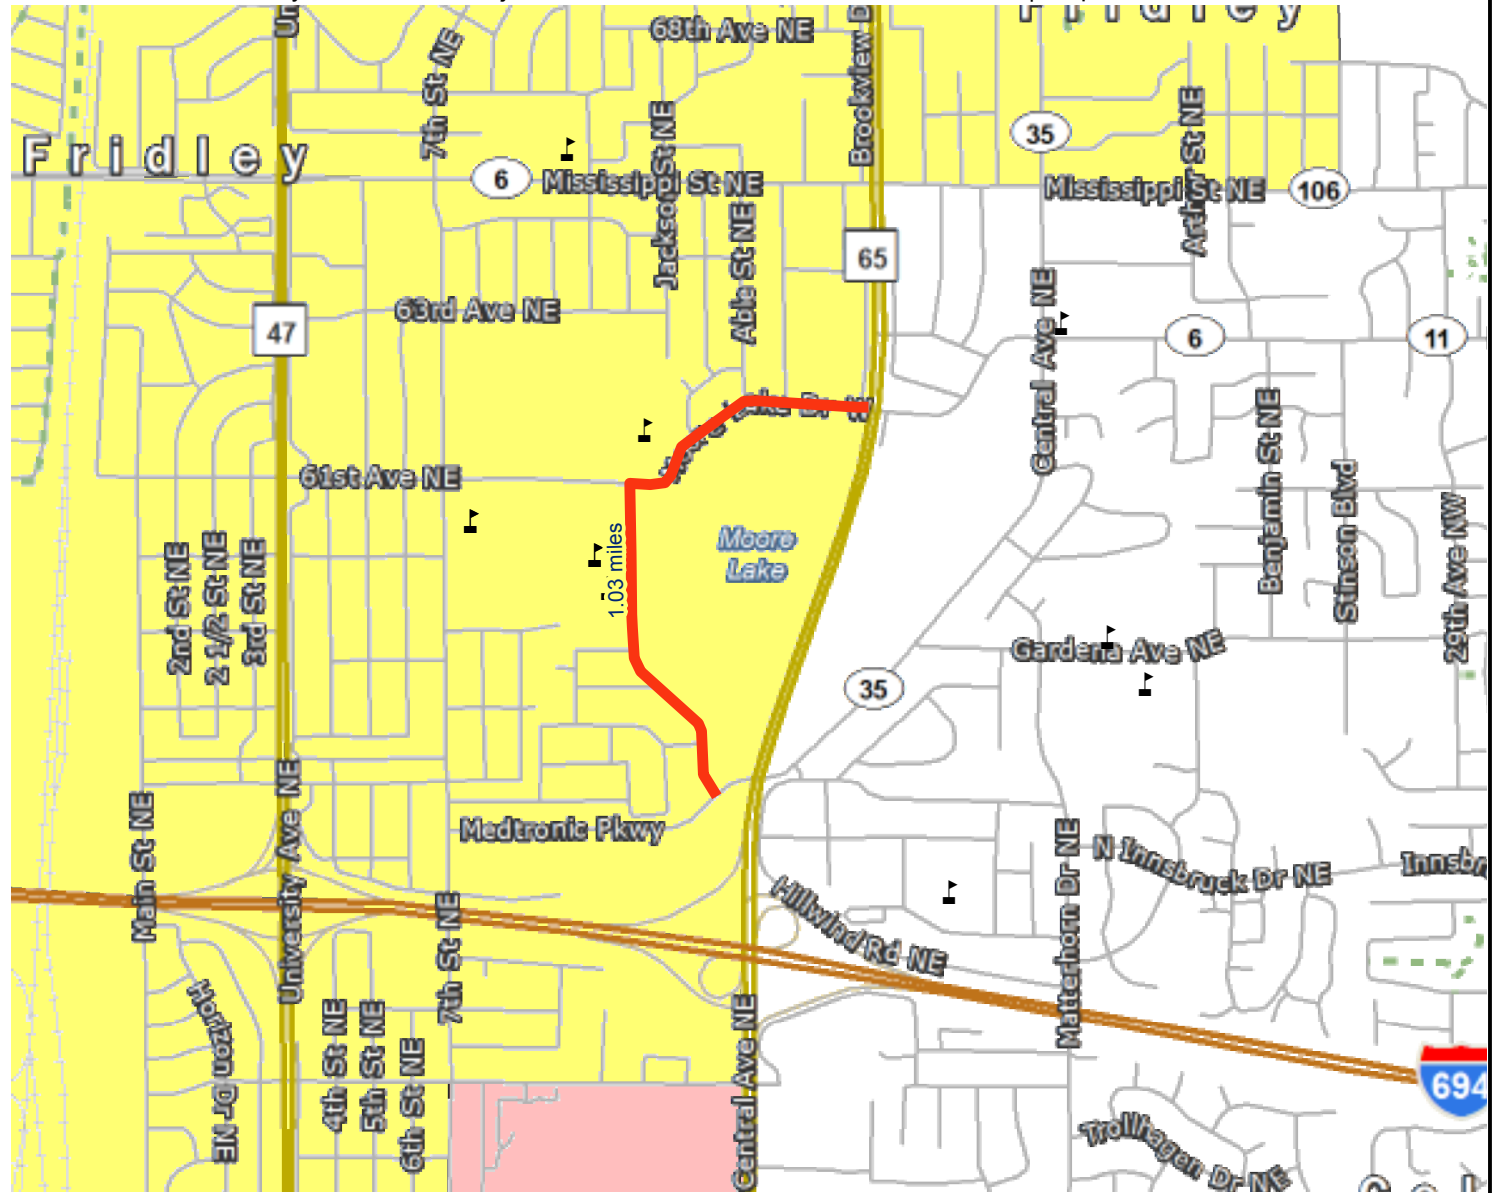 Fridley
68th Ave NE
Brookview D
Un
7th St NE
Fridley
35
Arthur St NE
Jackson St NE
6
Mississippi St NE
Mississippi St NE
106
Able St NE
65
63rd Ave NE
47
Central Ave NE
6
11
Moore Lake Dr W
61st Ave NE
Benjamin St NE
Stinson Blvd
29th Ave NW
Moore
Lake
1.03 miles
2nd St NE
2 1/2 St NE
3rd St NE
Gardena Ave NE
35
University Ave NE
Main St NE
Medtronic Pkwy
Matterhorn Dr NE
N Innsbruck Dr NE
Innsbr
Hillwind Rd NE
7th St NE
Horizon Dr NE
4th St NE
5th St NE
6th St NE
Central Ave NE
694
Trollhagen Dr NE